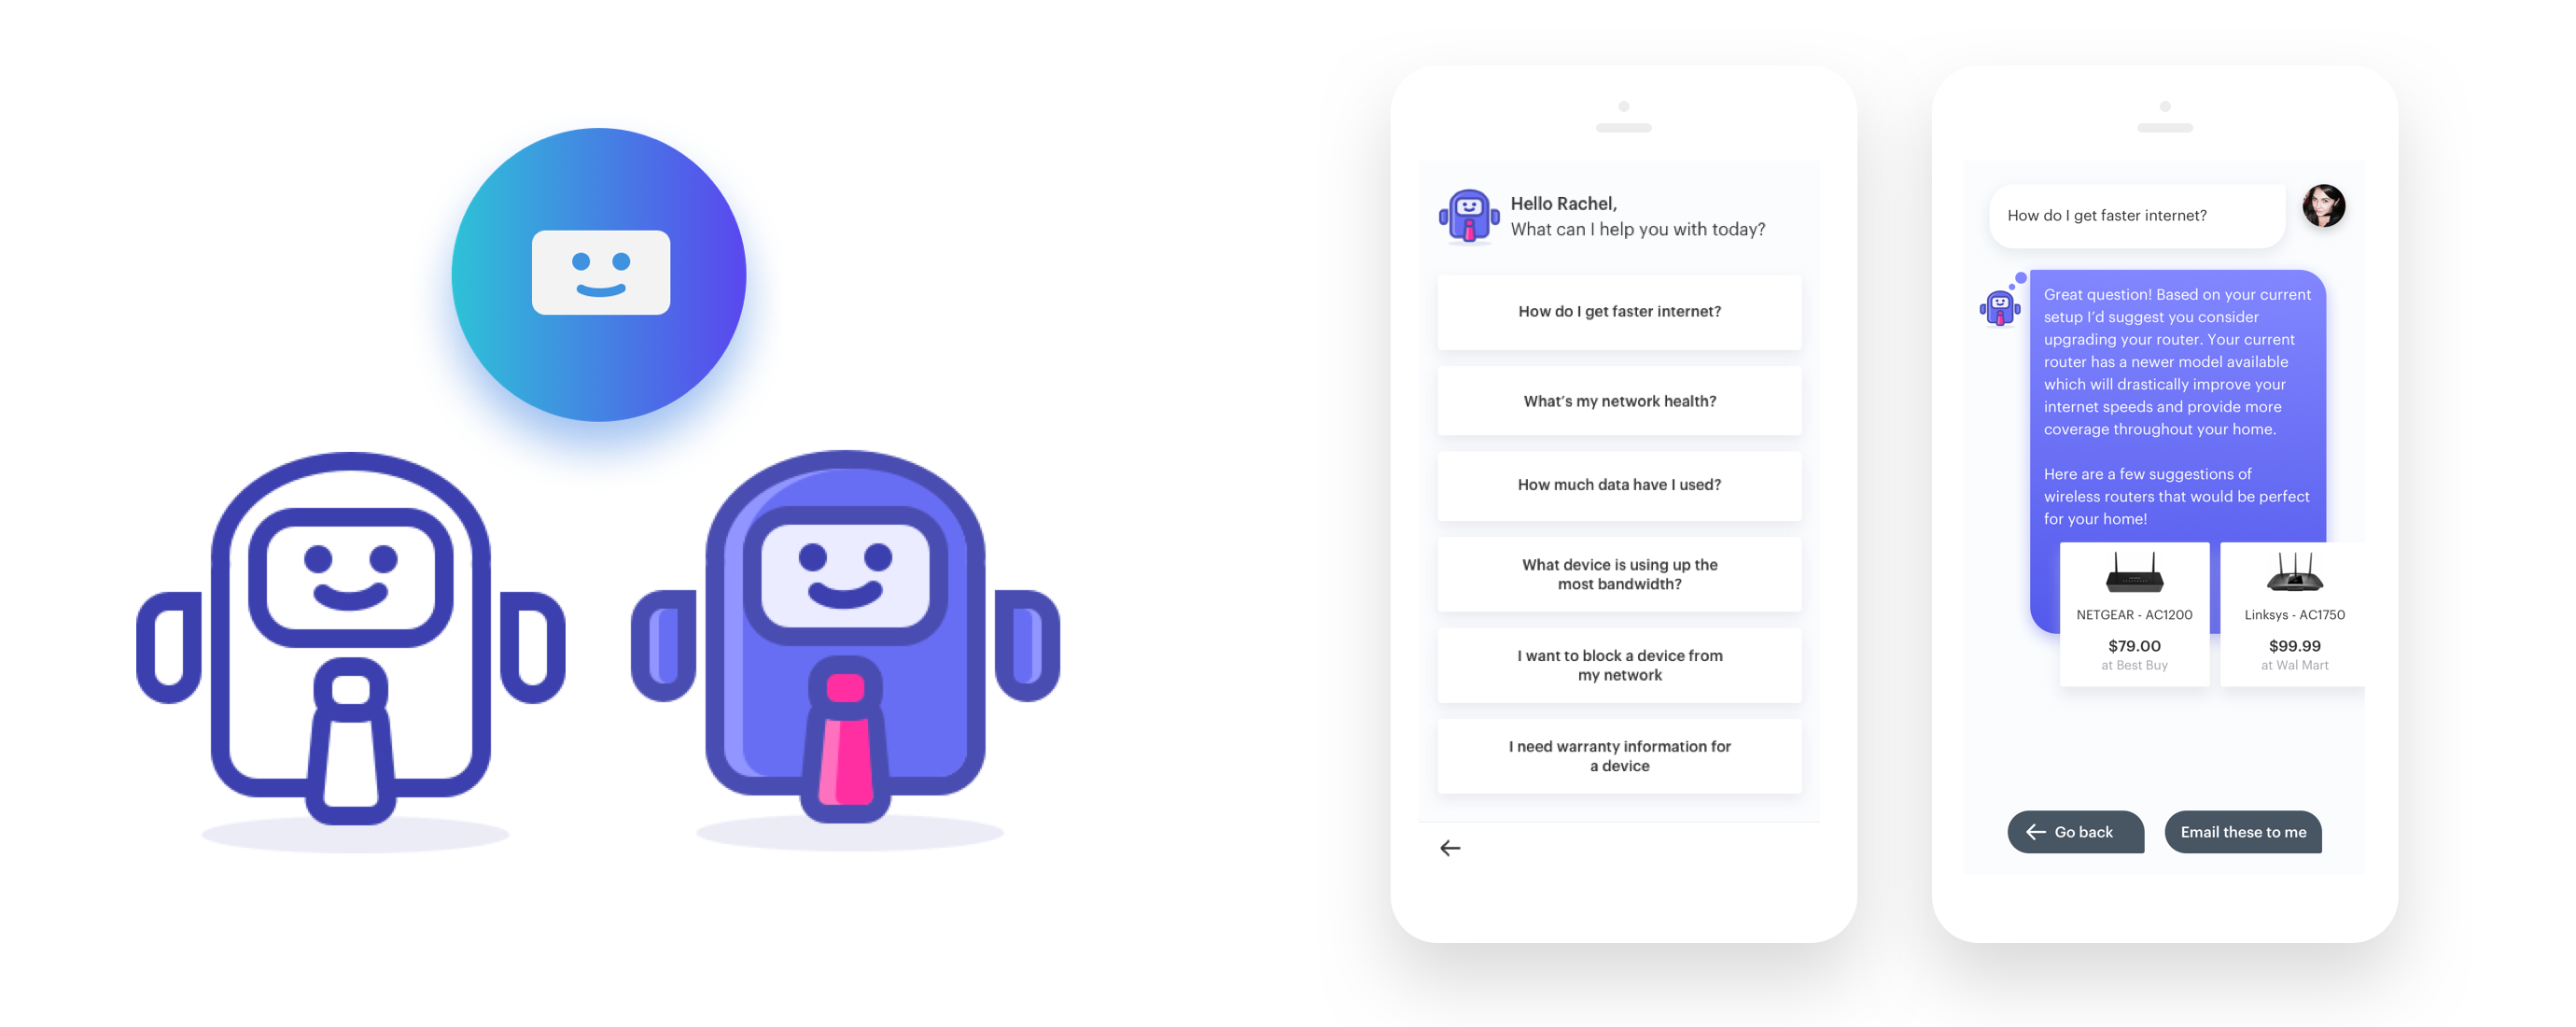 Hello Rachel,
What can I help you with today?
How do I get faster internet?
What's my network health?
How much data have I used?
What device is using up the
most bandwidth?
I want to block a device from
my network
I need warranty information for
a device
How do I get faster internet?
Great question! Based on your current
setup I'd suggest you consider
upgrading your router. Your current
router has a newer model available
which will drastically improve your
internet speeds and provide more
coverage throughout your home.
Here are a few suggestions of
wireless routers that would be perfect
for your home!
NETGEAR - AC1200
$79.00
at Best Buy
Linksys - AC1750
$99.99
at Wal Mart
Go back
Email these to me